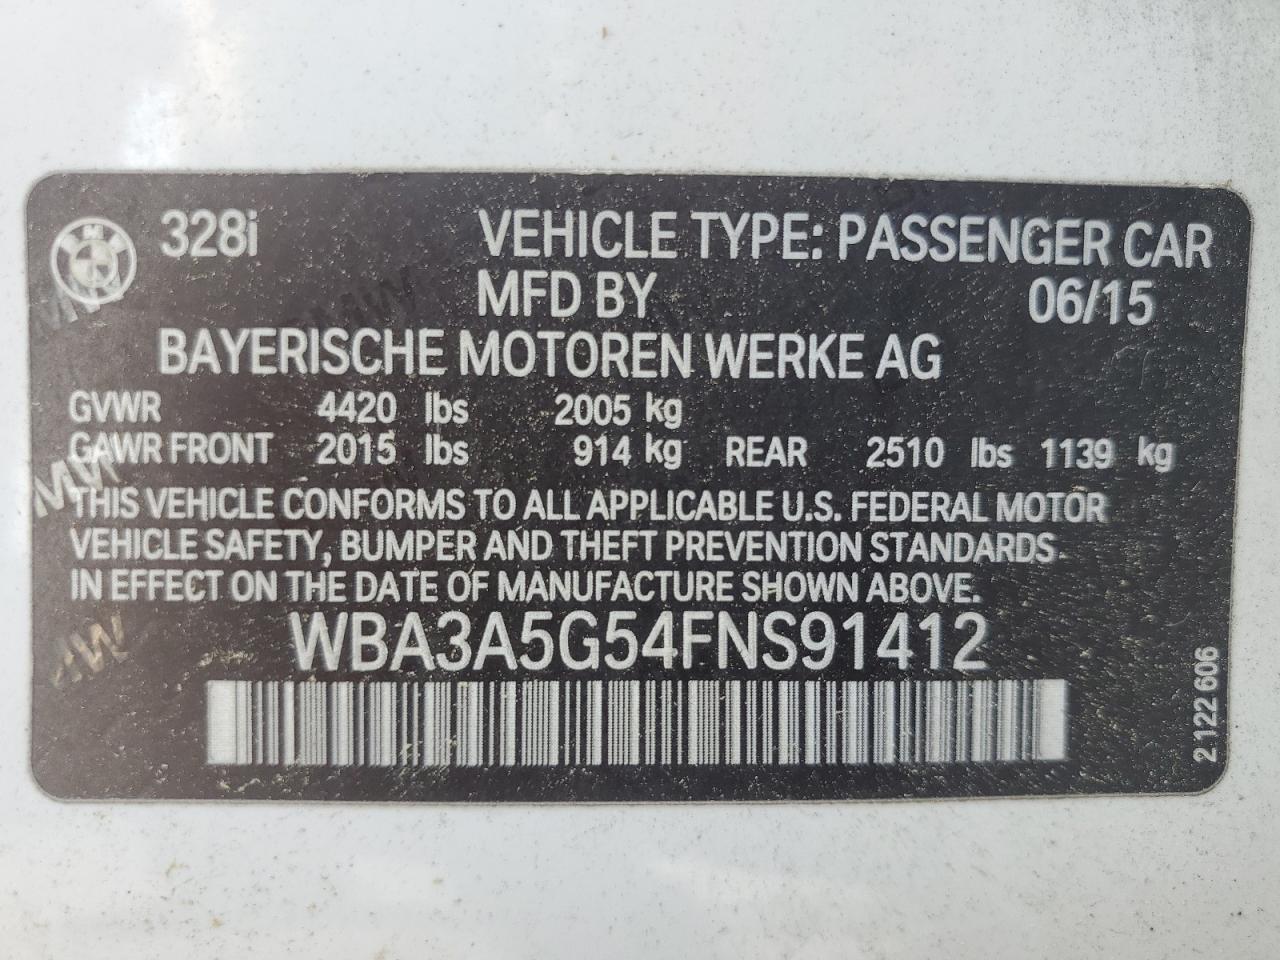 328i VEHICLE TYPE: PASSENGER CAR
MFD BY 06/15
BAYERISCHE MOTOREN WERKE AG
GVWR 4420 lbs 2005 kg
GAWR FRONT 2015 lbs 914 kg REAR 2510 lbs 1139 kg
THIS VEHICLE CONFORMS TO ALL APPLICABLE U.S. FEDERAL MOTOR
VEHICLE SAFETY, BUMPER AND THEFT PREVENTION STANDARDS
IN EFFECT ON THE DATE OF MANUFACTURE SHOWN ABOVE.
WBA3A5G54FNS91412
2 122 606